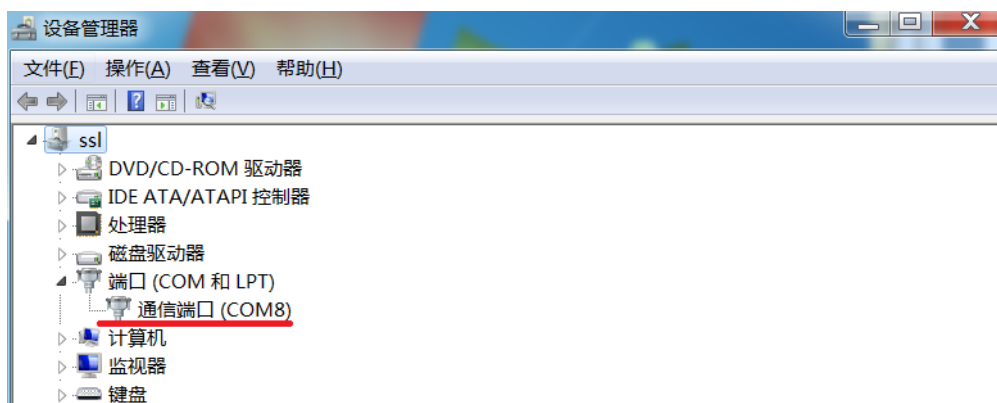 设备管理器
文件(F) 操作(A) 查看(V) 帮助(H)
ssl
DVD/CD-ROM 驱动器
IDE ATA/ATAPI 控制器
处理器
磁盘驱动器
端口 (COM 和 LPT)
通信端口 (COM8)
计算机
监视器
键盘